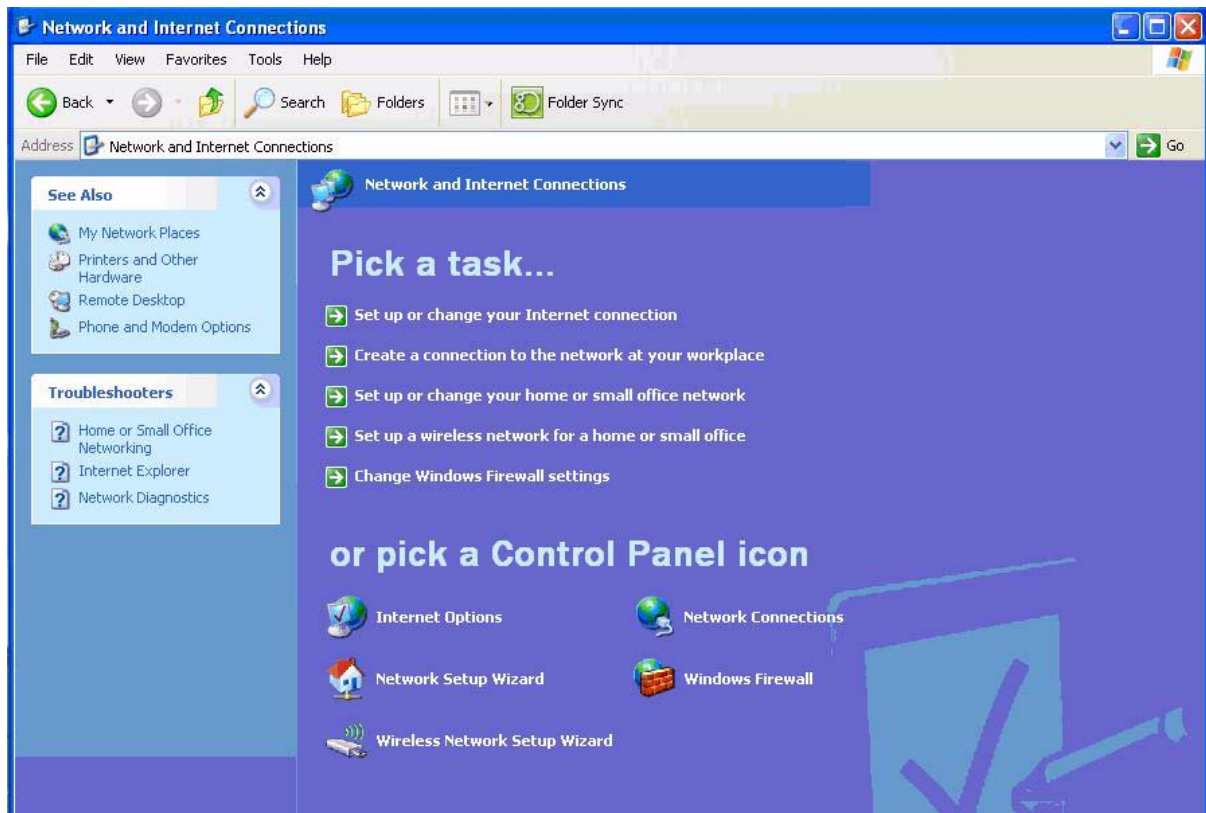 Network and Internet Connections
File Edit View Favorites Tools Help
Back Search Folders Folder Sync
Address Network and Internet Connections Go
See Also
My Network Places
Printers and Other
Hardware
Remote Desktop
Phone and Modem Options
Troubleshooters
Home or Small Office
Networking
Internet Explorer
Network Diagnostics
Network and Internet Connections
Pick a task...
Set up or change your Internet connection
Create a connection to the network at your workplace
Set up or change your home or small office network
Set up a wireless network for a home or small office
Change Windows Firewall settings
or pick a Control Panel icon
Internet Options Network Connections
Network Setup Wizard Windows Firewall
Wireless Network Setup Wizard